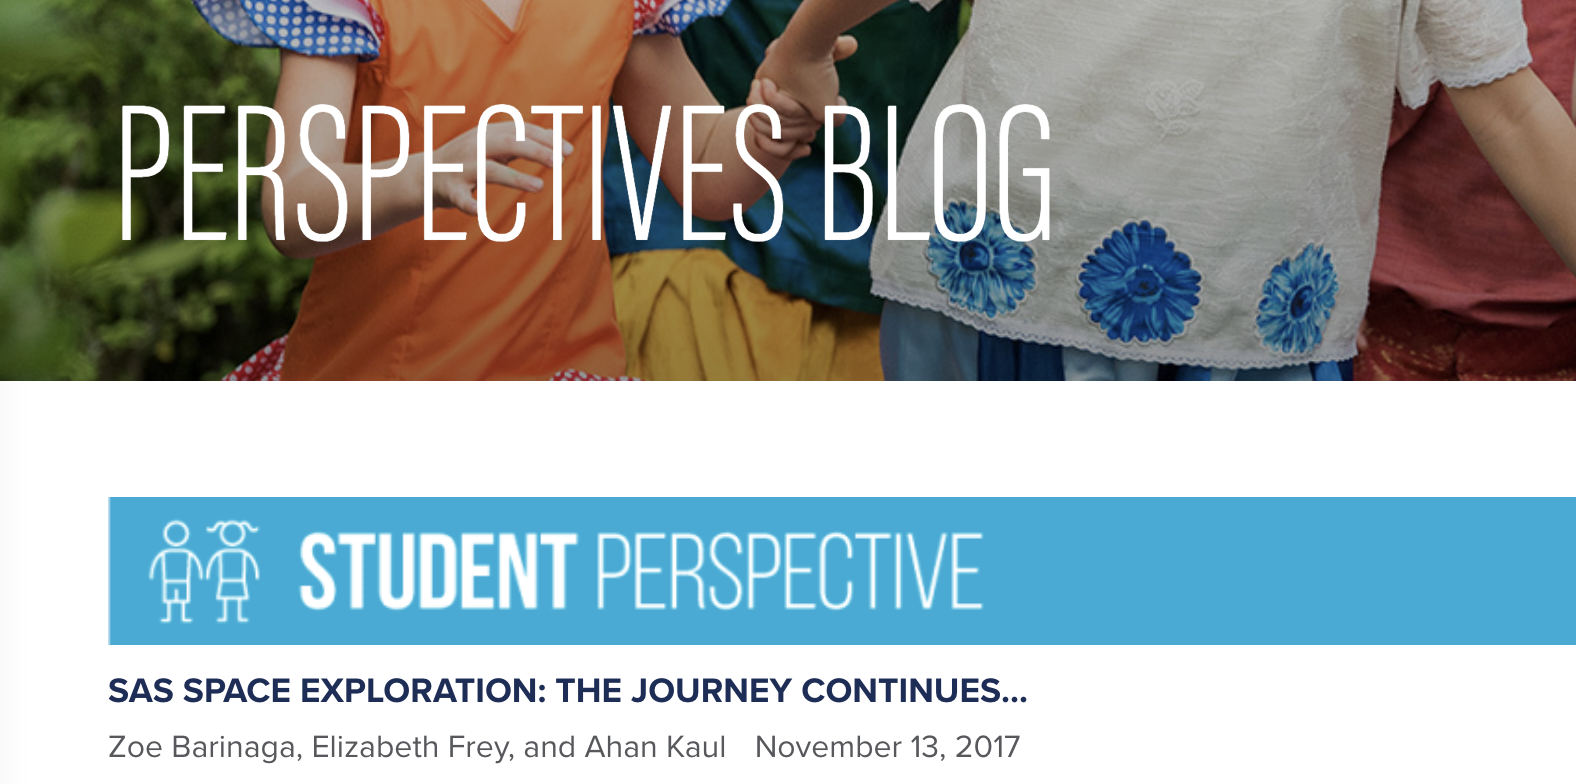 PERSPECTIVES BLOG
STUDENT PERSPECTIVE
SAS SPACE EXPLORATION: THE JOURNEY CONTINUES...
Zoe Barinaga, Elizabeth Frey, and Ahan Kaul November 13, 2017